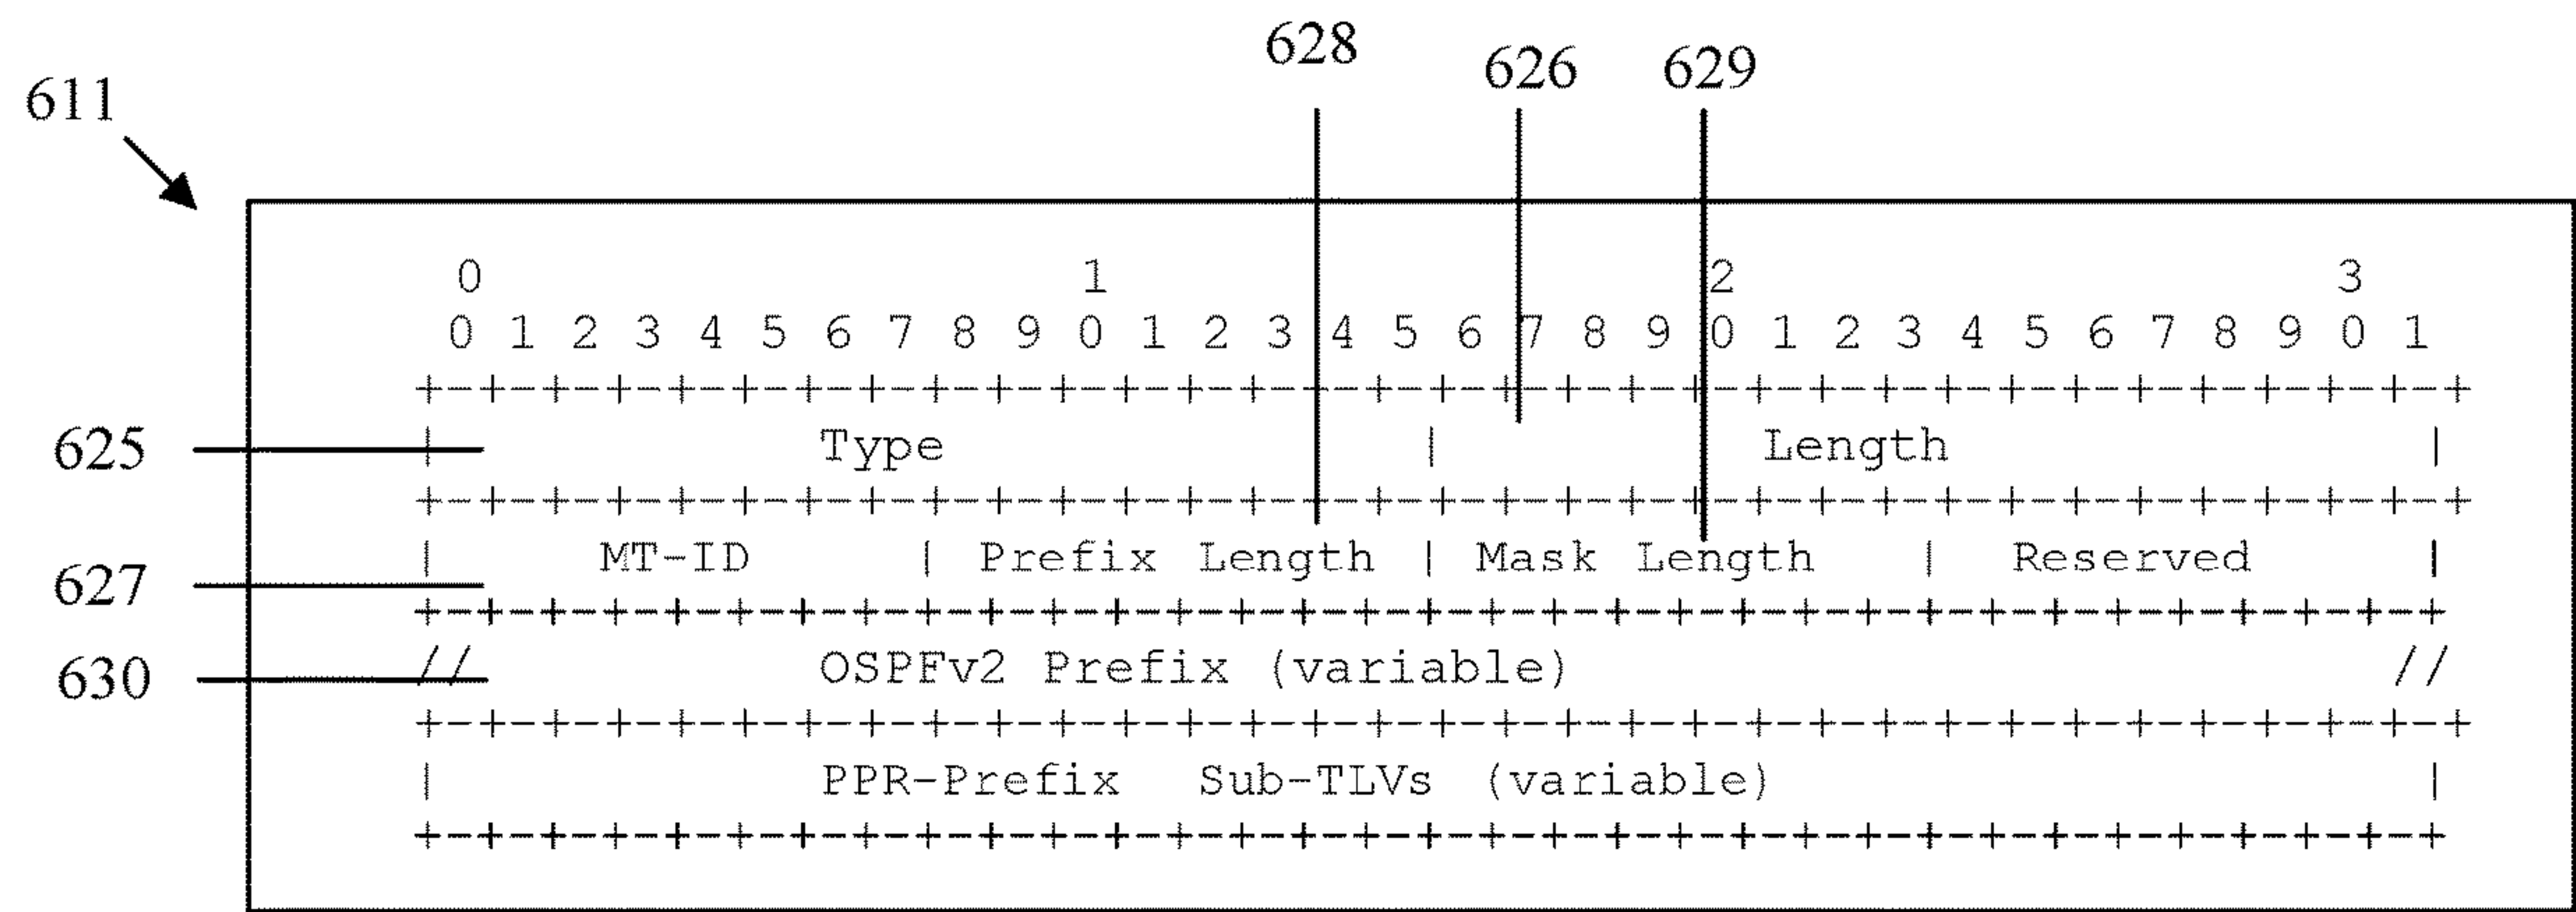 628
626 629
611
0 1 2 3
0 1 2 3 4 5 6 7 8 9 0 1 2 3 4 5 6 7 8 9 0 1 2 3 4 5 6 7 8 9 0 1
+-+-+-+-+-+-+-+-+-+-+-+-+-+-+-+-+-+-+-+-+-+-+-+-+-+-+-+-+-+-+-+-+
625 | Type | Length |
+-+-+-+-+-+-+-+-+-+-+-+-+-+-+-+-+-+-+-+-+-+-+-+-+-+-+-+-+-+-+-+-+
| MT-ID | Prefix Length | Mask Length | Reserved |
627
+-+-+-+-+-+-+-+-+-+-+-+-+-+-+-+-+-+-+-+-+-+-+-+-+-+-+-+-+-+-+-+-+
630 // OSPFv2 Prefix (variable) //
+-+-+-+-+-+-+-+-+-+-+-+-+-+-+-+-+-+-+-+-+-+-+-+-+-+-+-+-+-+-+-+-+
| PPR-Prefix Sub-TLVs (variable) |
+-+-+-+-+-+-+-+-+-+-+-+-+-+-+-+-+-+-+-+-+-+-+-+-+-+-+-+-+-+-+-+-+